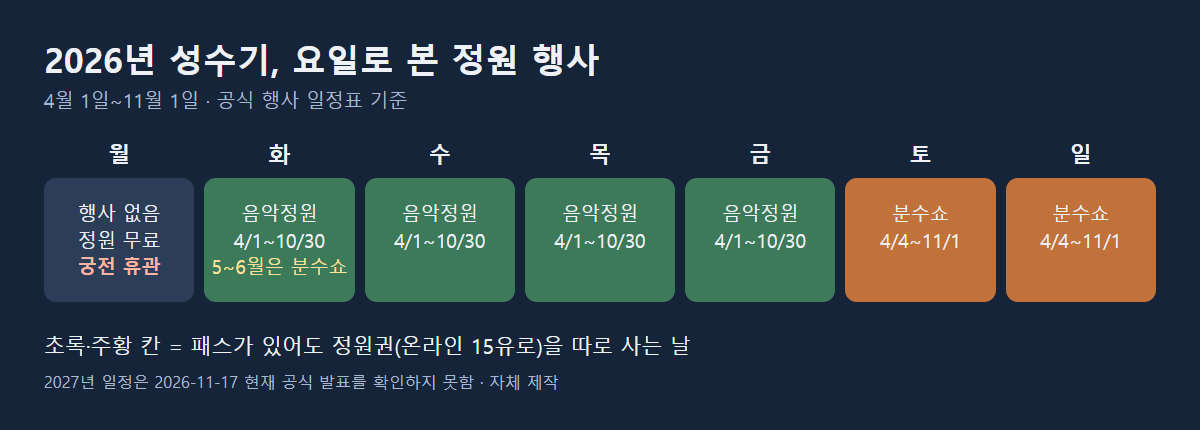 2026년 성수기, 요일로 본 정원 행사
4월 1일~11월 1일 · 공식 행사 일정표 기준
월
화
수
목
금
토
일
행사 없음
정원 무료
궁전 휴관
음악정원
4/1~10/30
5~6월은 분수쇼
음악정원
4/1~10/30
음악정원
4/1~10/30
음악정원
4/1~10/30
분수쇼
4/4~11/1
분수쇼
4/4~11/1
초록·주황 칸 = 패스가 있어도 정원권(온라인 15유로)을 따로 사는 날
2027년 일정은 2026-11-17 현재 공식 발표를 확인하지 못함 · 자체 제작